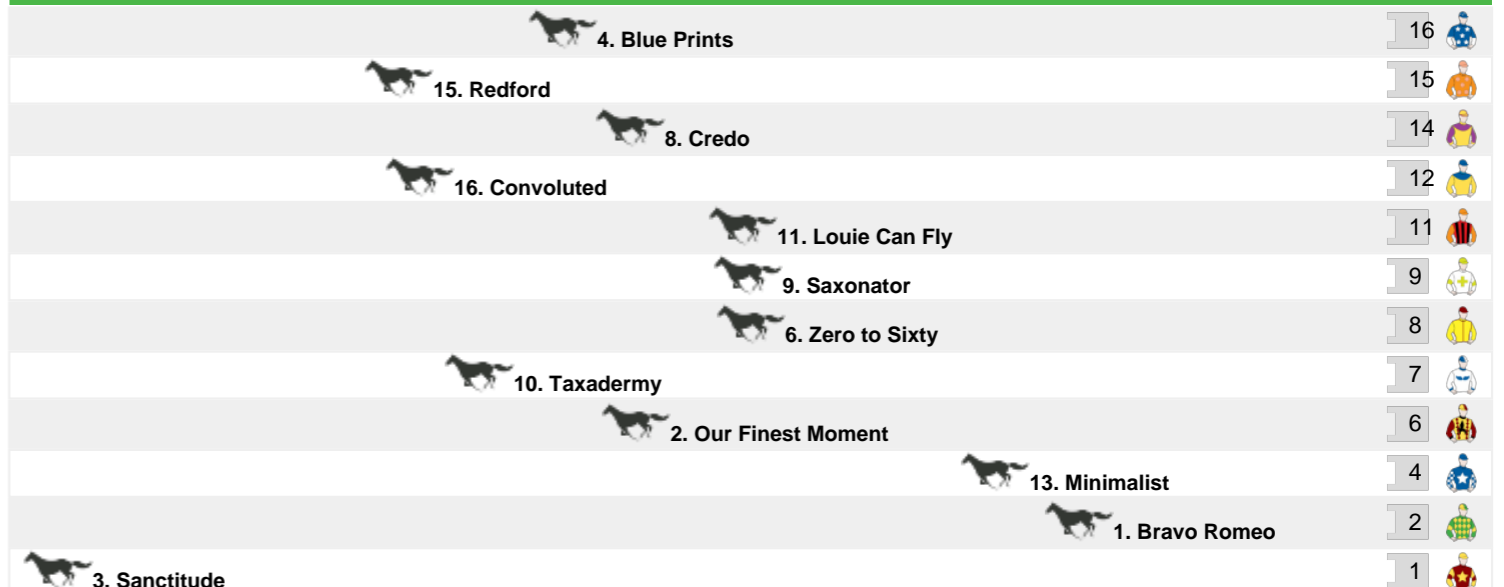 4. Blue Prints 16
15. Redford 15
8. Credo 14
16. Convoluted 12
11. Louie Can Fly 11
9. Saxonator 9
6. Zero to Sixty 8
10. Taxadermy 7
2. Our Finest Moment 6
13. Minimalist 4
1. Bravo Romeo 2
3. Sanctitude 1